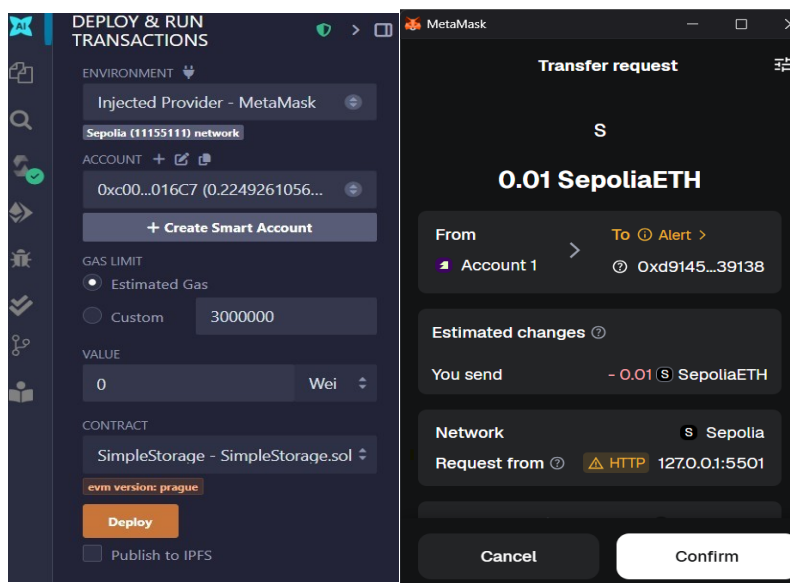 AI
DEPLOY & RUN
TRANSACTIONS
ENVIRONMENT
Injected Provider - MetaMask
Sepolia (11155111) network
ACCOUNT
0xc00...016C7 (0.2249261056...
+ Create Smart Account
GAS LIMIT
Estimated Gas
Custom 3000000
VALUE
0 Wei
CONTRACT
SimpleStorage - SimpleStorage.sol
evm version: prague
Deploy
Publish to IPFS
MetaMask
Transfer request
S
0.01 SepoliaETH
From
Account 1
To Alert >
0xd9145...39138
Estimated changes
You send - 0.01 S SepoliaETH
Network S Sepolia
Request from HTTP 127.0.0.1:5501
Cancel Confirm